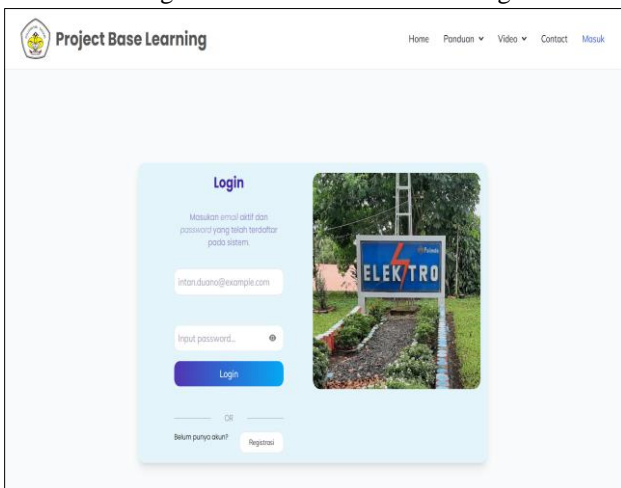 Project Base Learning
Home Panduan Video Contact Masuk
Login
Masukan email aktif dan
password yang telah terdaftar
pada sistem.
intan.duano@example.com
Input password...
Login
OR
Belum punya akun?
Registrasi
ELEKTRO